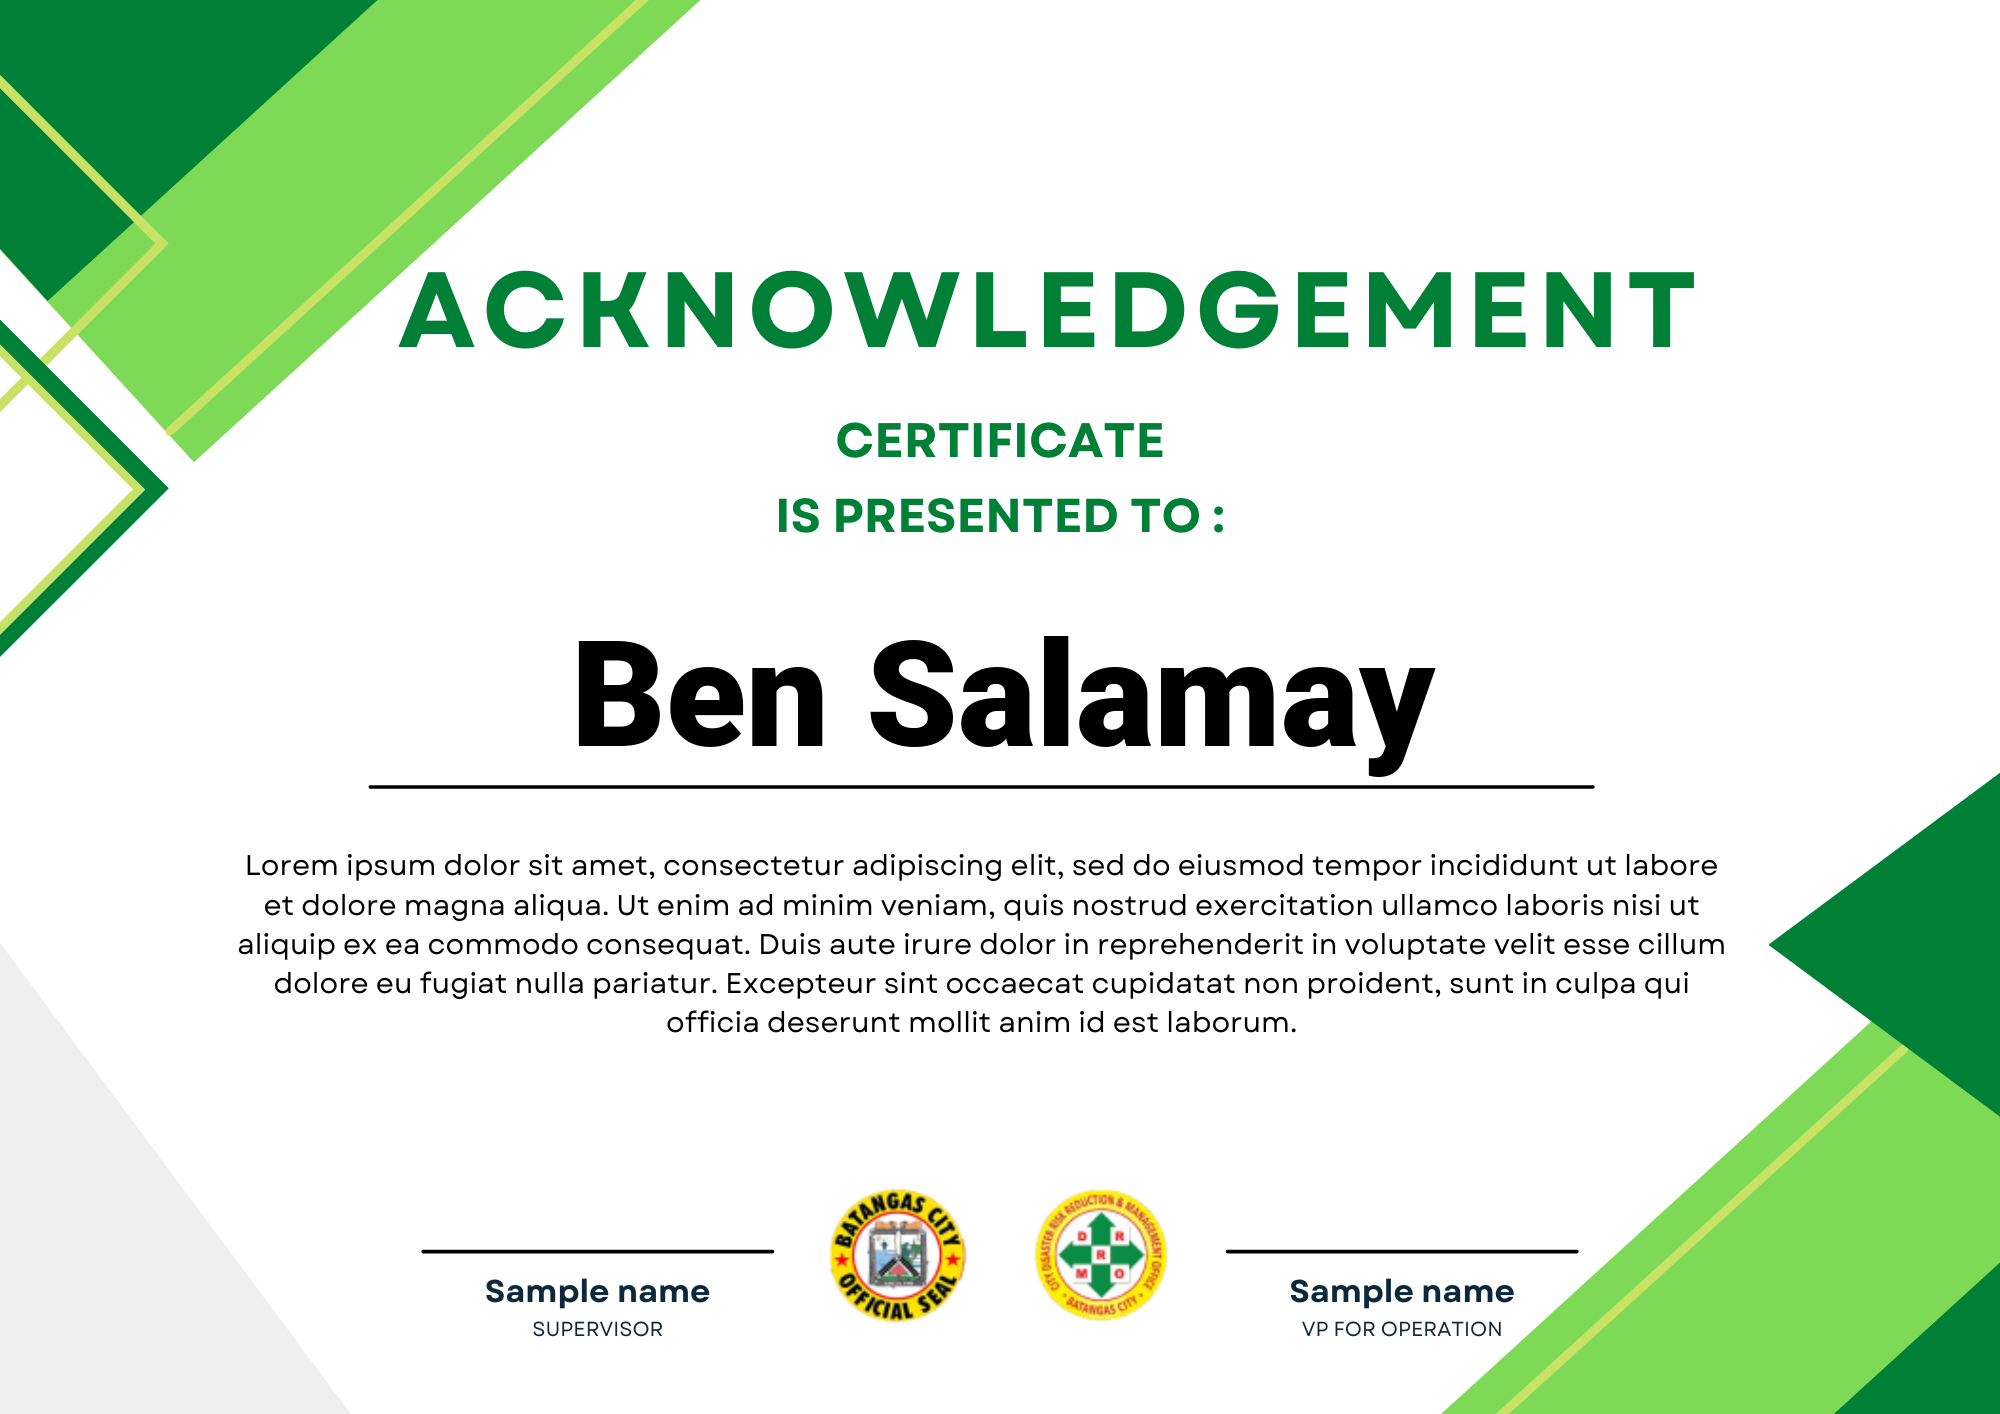 ACKNOWLEDGEMENT
CERTIFICATE
IS PRESENTED TO :
Ben Salamay
Lorem ipsum dolor sit amet, consectetur adipiscing elit, sed do eiusmod tempor incididunt ut labore
et dolore magna aliqua. Ut enim ad minim veniam, quis nostrud exercitation ullamco laboris nisi ut
aliquip ex ea commodo consequat. Duis aute irure dolor in reprehenderit in voluptate velit esse cillum
dolore eu fugiat nulla pariatur. Excepteur sint occaecat cupidatat non proident, sunt in culpa qui
officia deserunt mollit anim id est laborum.
Sample name
SUPERVISOR
BATANGAS CITY
OFFICIAL SEAL
CITY DISASTER RISK REDUCTION & MANAGEMENT OFFICE
D R
R
M O
BATANGAS CITY
Sample name
VP FOR OPERATION